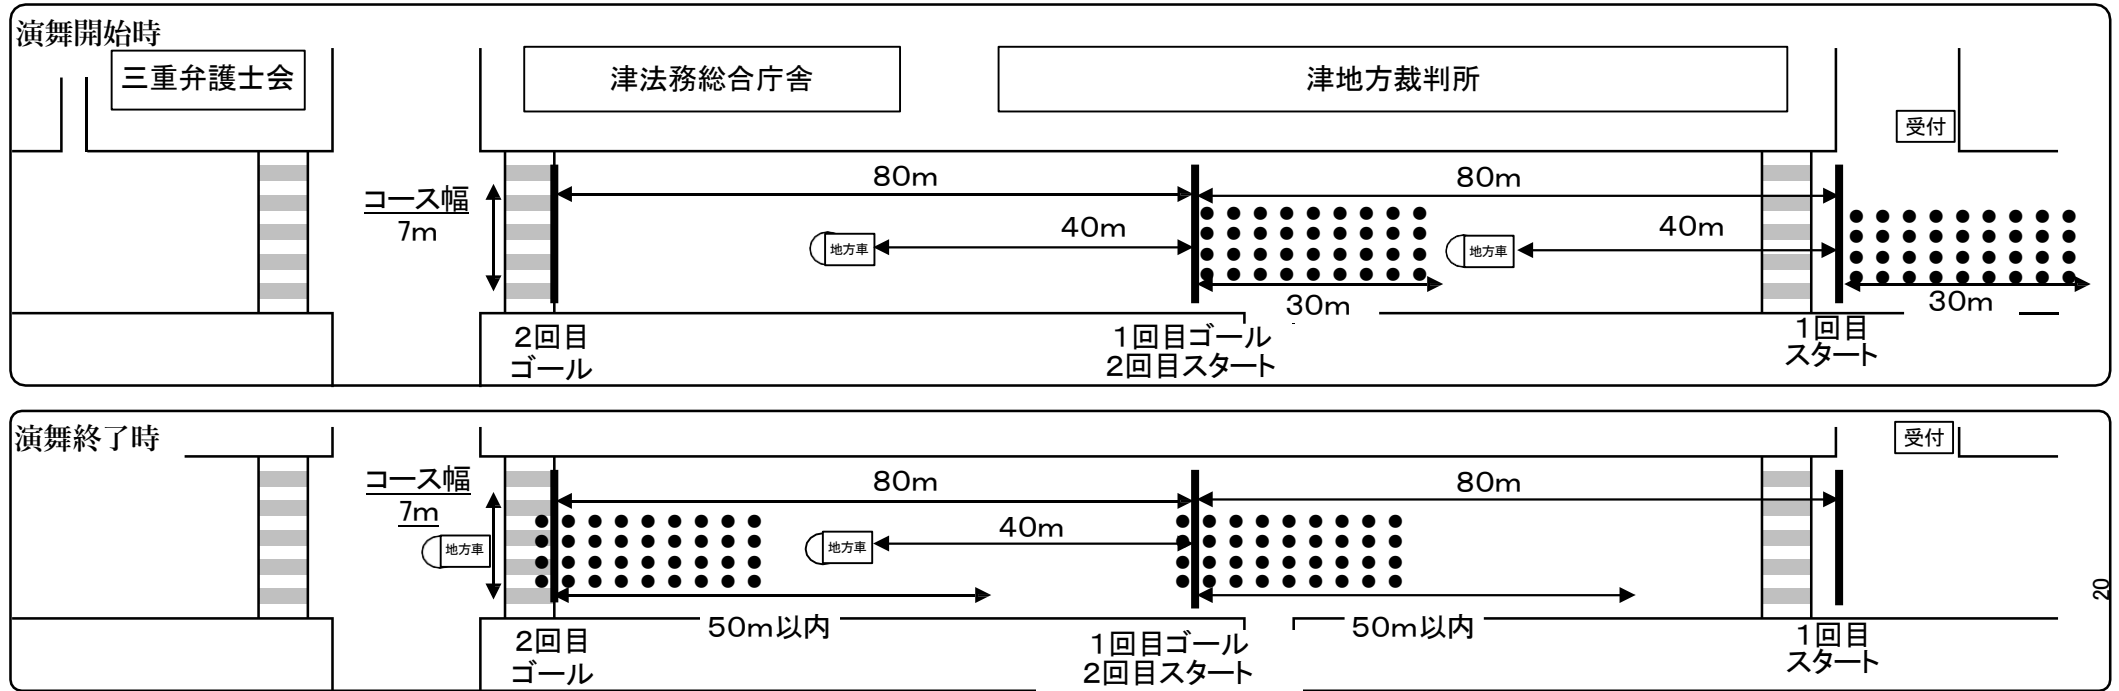 演舞開始時
三重弁護士会
津法務総合庁舎
津地方裁判所
受付
80m
80m
コース幅
7m
地方車
40m
地方車
40m
30m
30m
2回目
ゴール
1回目ゴール
2回目スタート
1回目
スタート
演舞終了時
受付
コース幅
7m
80m
80m
地方車
地方車
40m
50m以内
50m以内
2回目
ゴール
1回目ゴール
2回目スタート
1回目
スタート
20